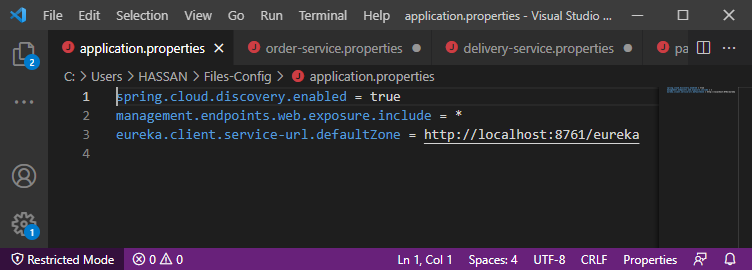 File Edit Selection View Go Run Terminal Help application.properties - Visual Studio ...
application.properties order-service.properties delivery-service.properties pa
C: > Users > HASSAN > Files-Config > application.properties
1 spring.cloud.discovery.enabled = true
2 management.endpoints.web.exposure.include = *
3 eureka.client.service-url.defaultZone = http://localhost:8761/eureka
4
2
1
Restricted Mode 0 0 Ln 1, Col 1 Spaces: 4 UTF-8 CRLF Properties